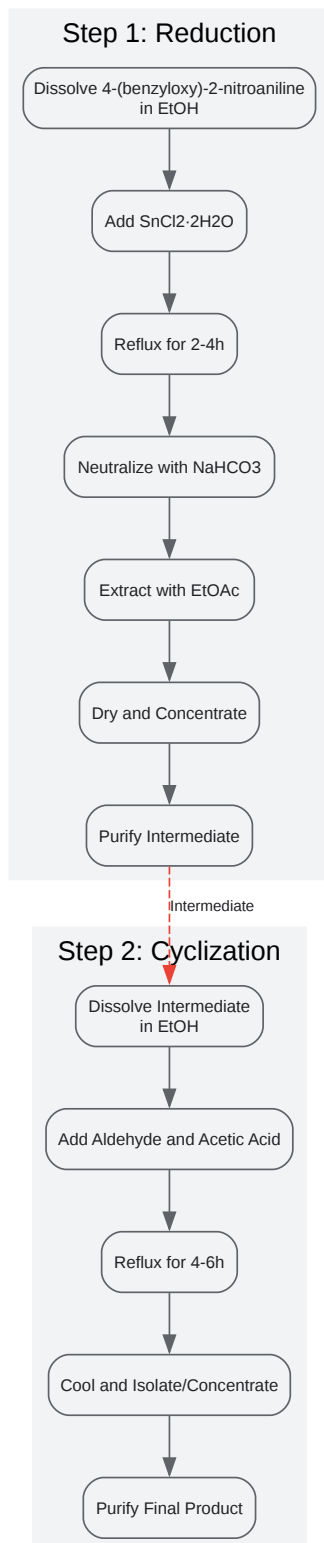 Step 1: Reduction
Dissolve 4-(benzyloxy)-2-nitroaniline
in EtOH
Add SnCl2·2H2O
Reflux for 2-4h
Neutralize with NaHCO3
Extract with EtOAc
Dry and Concentrate
Purify Intermediate
Intermediate
Step 2: Cyclization
Dissolve Intermediate
in EtOH
Add Aldehyde and Acetic Acid
Reflux for 4-6h
Cool and Isolate/Concentrate
Purify Final Product